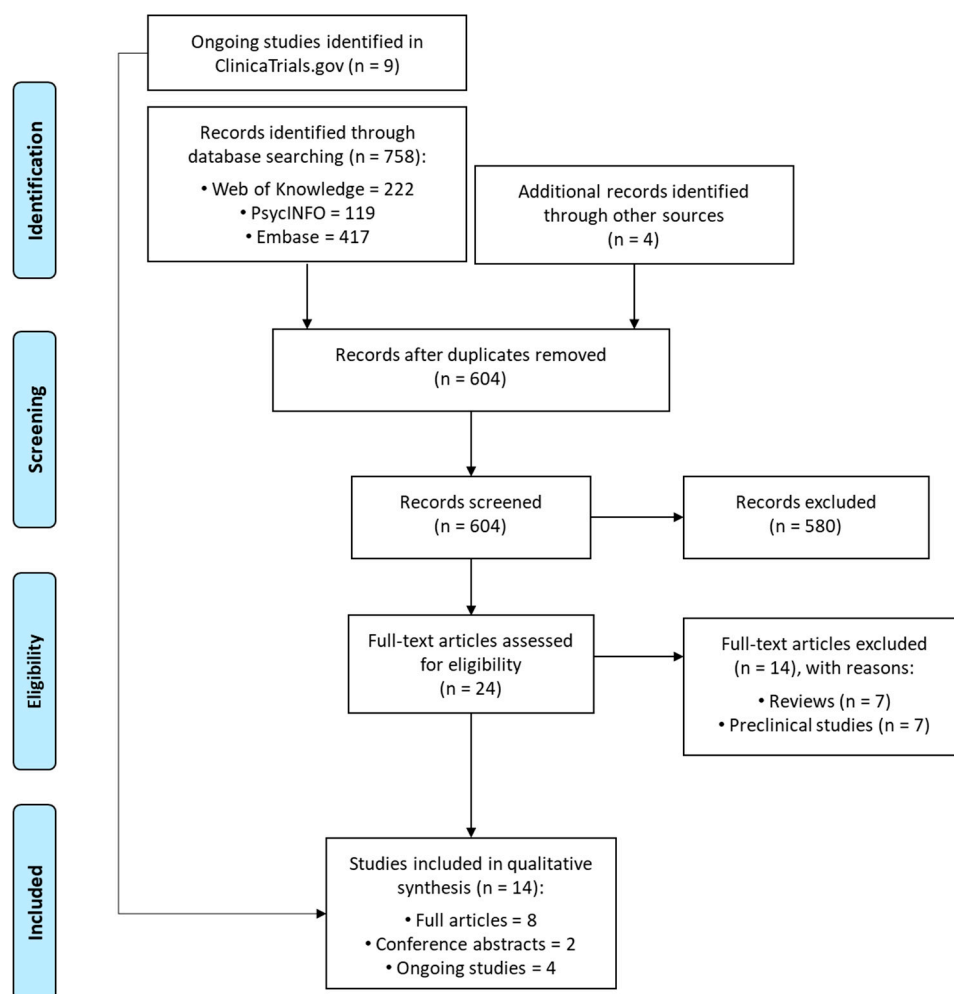 Ongoing studies identified in
ClinicaTrials.gov (n = 9)
Identification
Records identified through
database searching (n = 758):
• Web of Knowledge = 222
• PsycINFO = 119
• Embase = 417
Additional records identified
through other sources
(n = 4)
Screening
Records after duplicates removed
(n = 604)
Records screened
(n = 604)
Records excluded
(n = 580)
Eligibility
Full-text articles assessed
for eligibility
(n = 24)
Full-text articles excluded
(n = 14), with reasons:
• Reviews (n = 7)
• Preclinical studies (n = 7)
Included
Studies included in qualitative
synthesis (n = 14):
• Full articles = 8
• Conference abstracts = 2
• Ongoing studies = 4